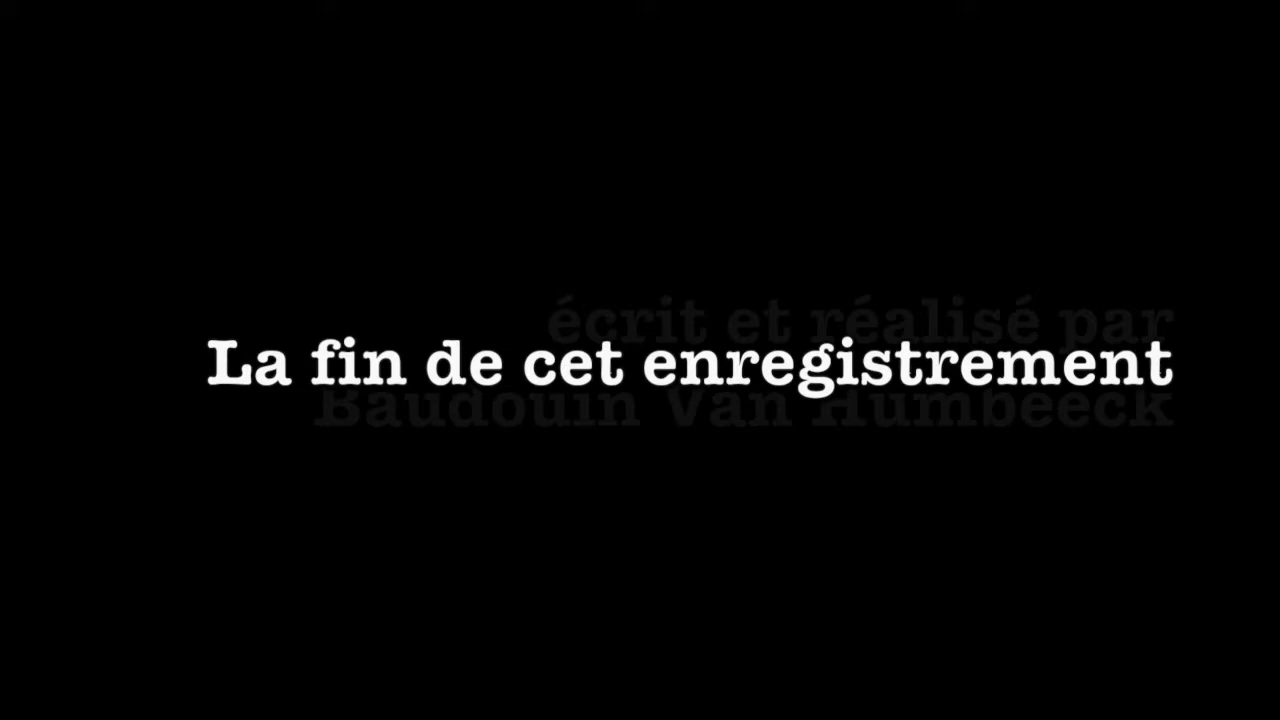 écrit et réalisé par
La fin de cet enregistrement
Baudouin Van Humbeeck